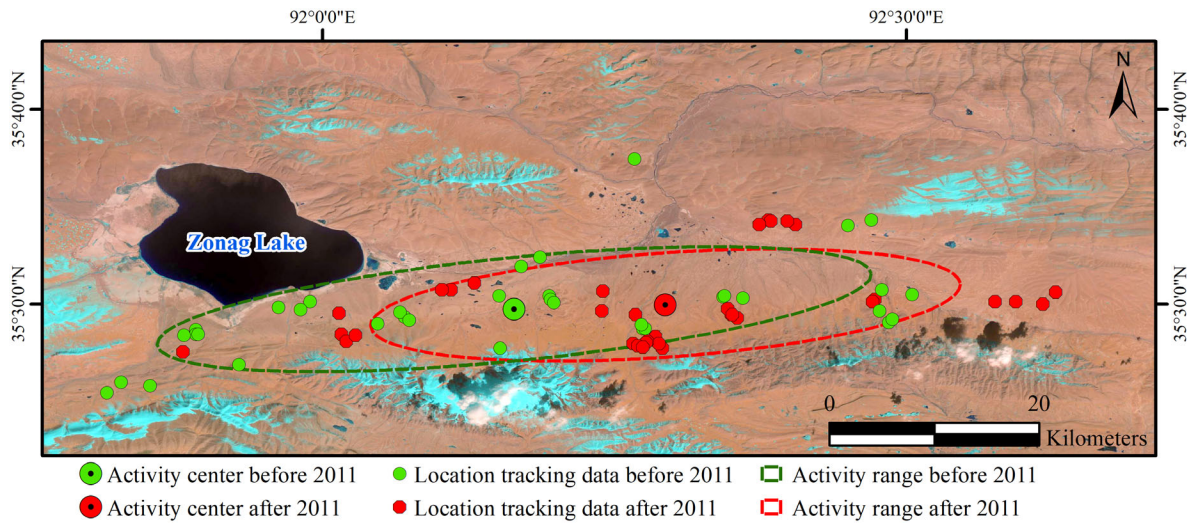 92°0'0"E 92°30'0"E
N
35°40'0"N 35°40'0"N
Zonag Lake
35°30'0"N 35°30'0"N
0 20
Kilometers
Activity center before 2011 Location tracking data before 2011 Activity range before 2011
Activity center after 2011 Location tracking data after 2011 Activity range after 2011